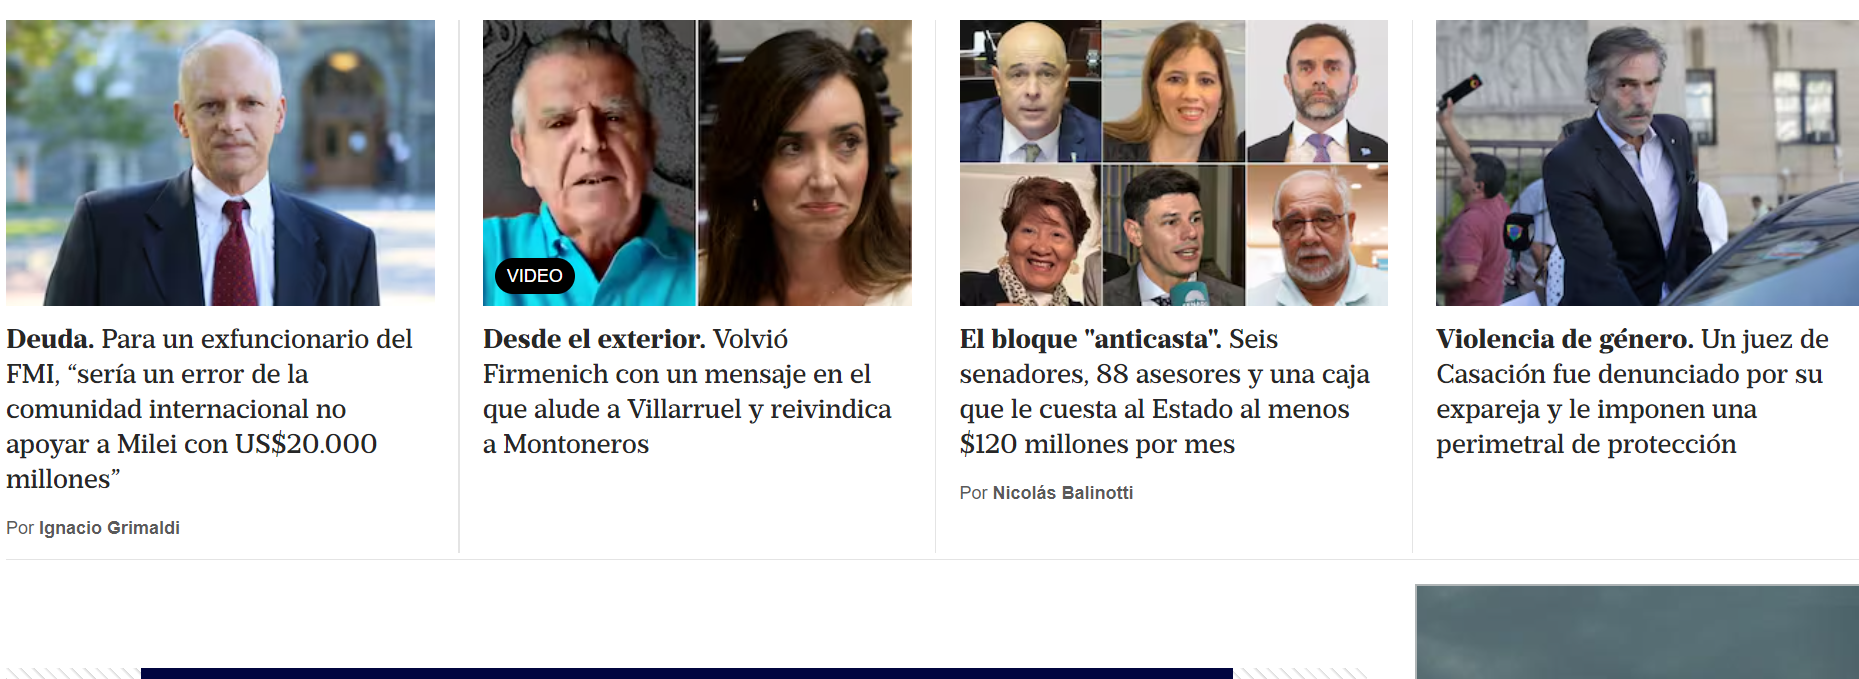 VIDEO
Deuda. Para un exfuncionario del
FMI, “sería un error de la
comunidad internacional no
apoyar a Milei con US$20.000
millones”
Por Ignacio Grimaldi
Desde el exterior. Volvió
Firmenich con un mensaje en el
que alude a Villarruel y reivindica
a Montoneros
El bloque "anticasta". Seis
senadores, 88 asesores y una caja
que le cuesta al Estado al menos
$120 millones por mes
Por Nicolás Balinotti
Violencia de género. Un juez de
Casación fue denunciado por su
expareja y le imponen una
perimetral de protección